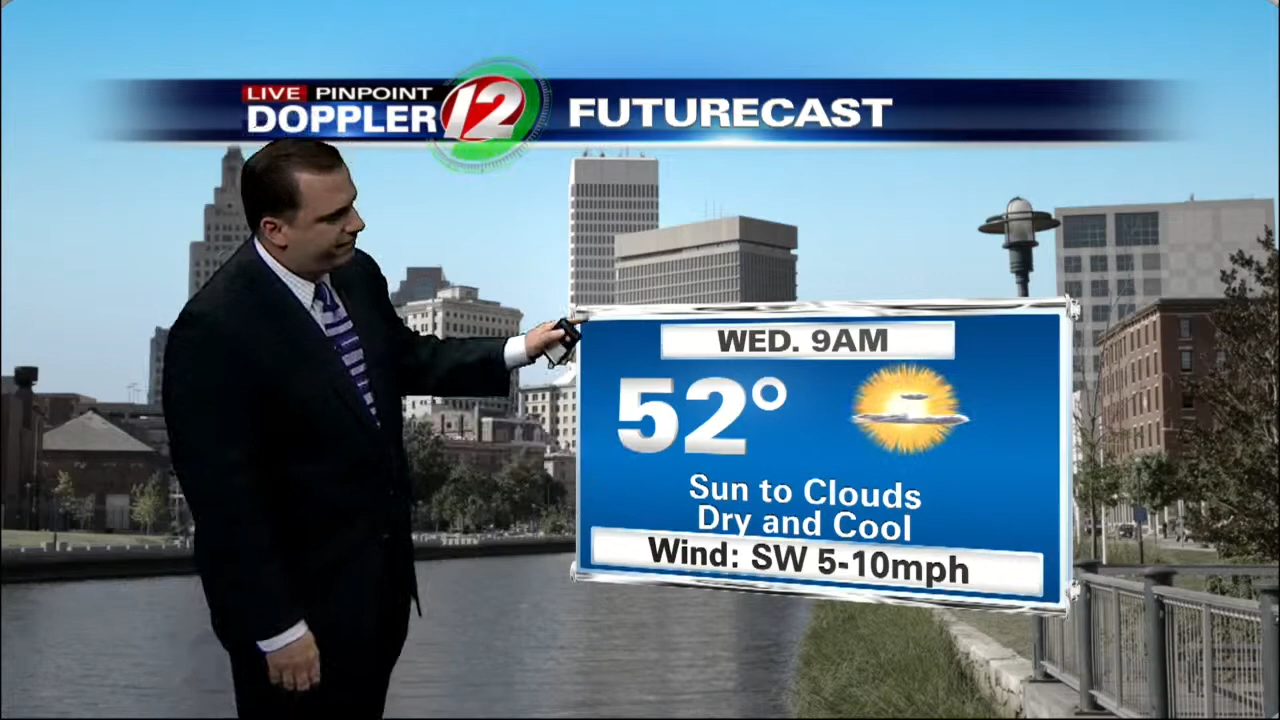 LIVE PINPOINT
DOPPLER 12 FUTURECAST
WED. 9AM
52°
Sun to Clouds
Dry and Cool
Wind: SW 5-10mph